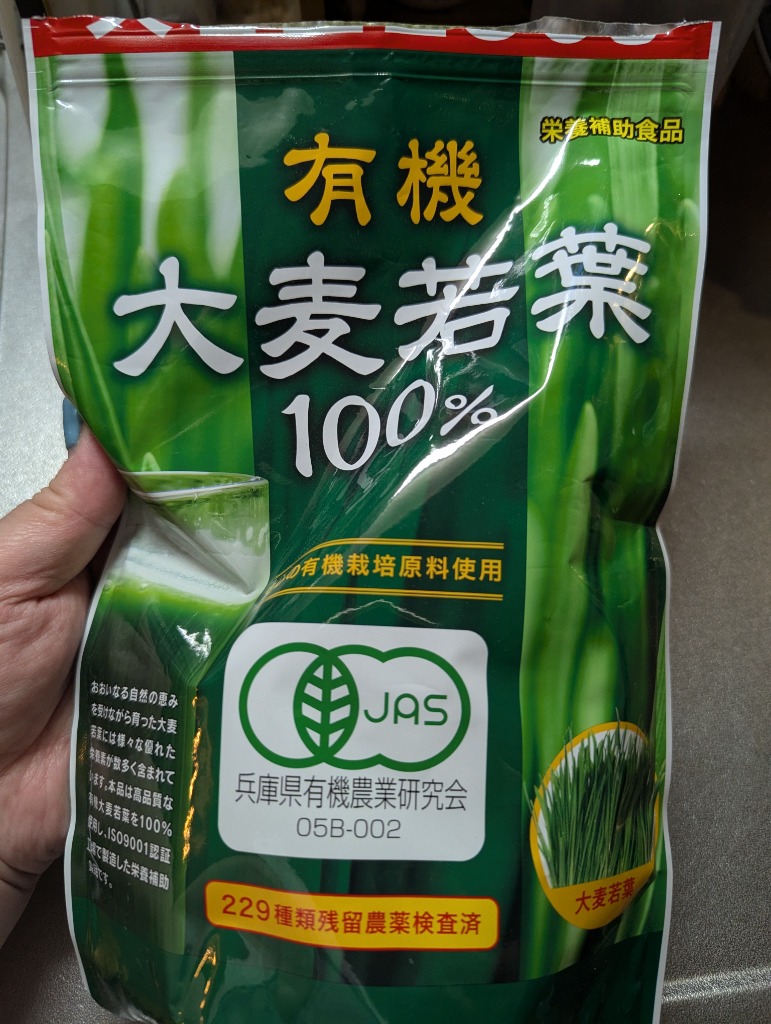 栄養補助食品
有機
大麦若葉
100%
有機栽培原料使用
JAS
兵庫県有機農業研究会
05B-002
おおいなる自然の恵み
を受けながら育った大麦
若葉には様々な優れた
栄養素が数多く含まれて
います。本品は高品質な
有機大麦若葉を100%
使用し、ISO9001認証
で製造した栄養補助
です。
大麦若葉
229種類残留農薬検査済